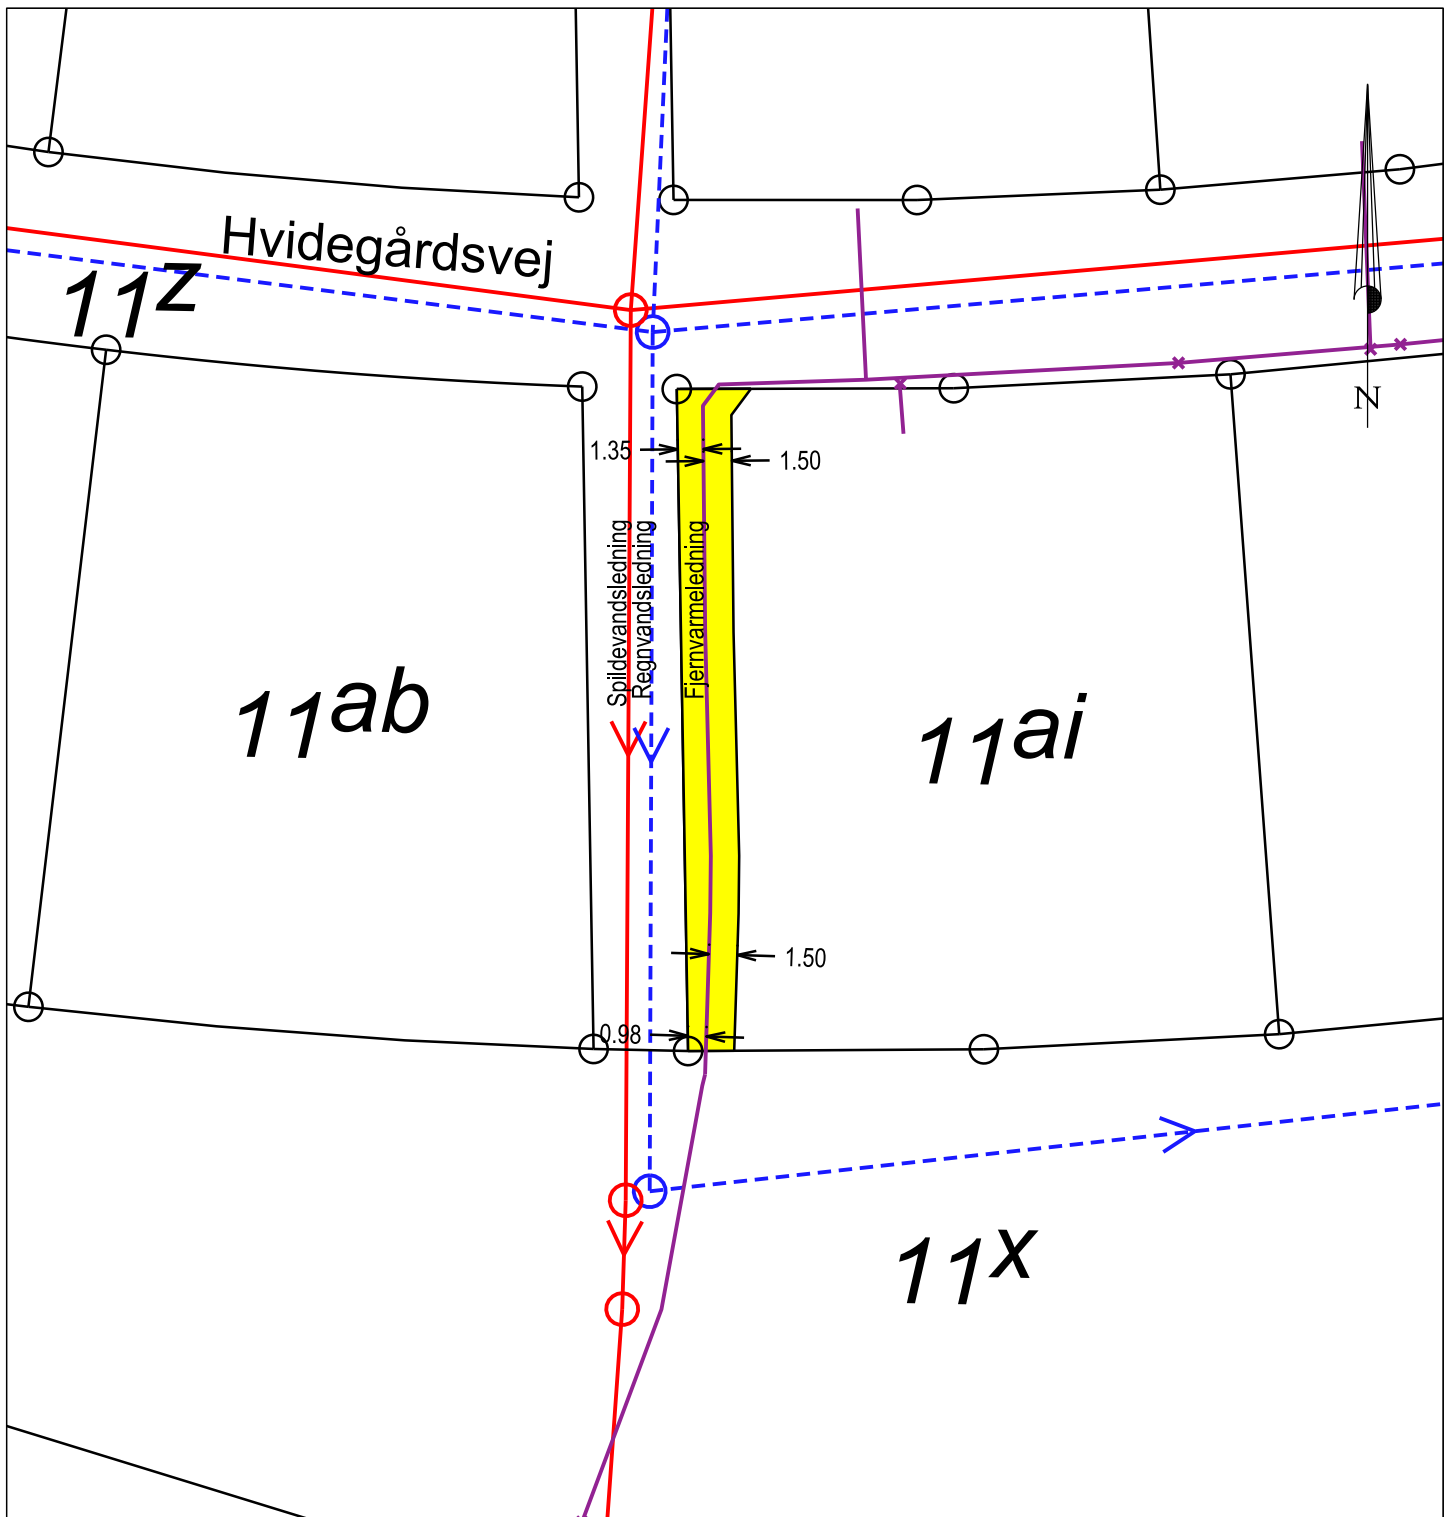 Hvidegårdsvej
11z
N
1.35
1.50
Spildevandsledning
Regnvandsledning
Fjernvarmeledning
11ab
11ai
1.50
0.98
11x